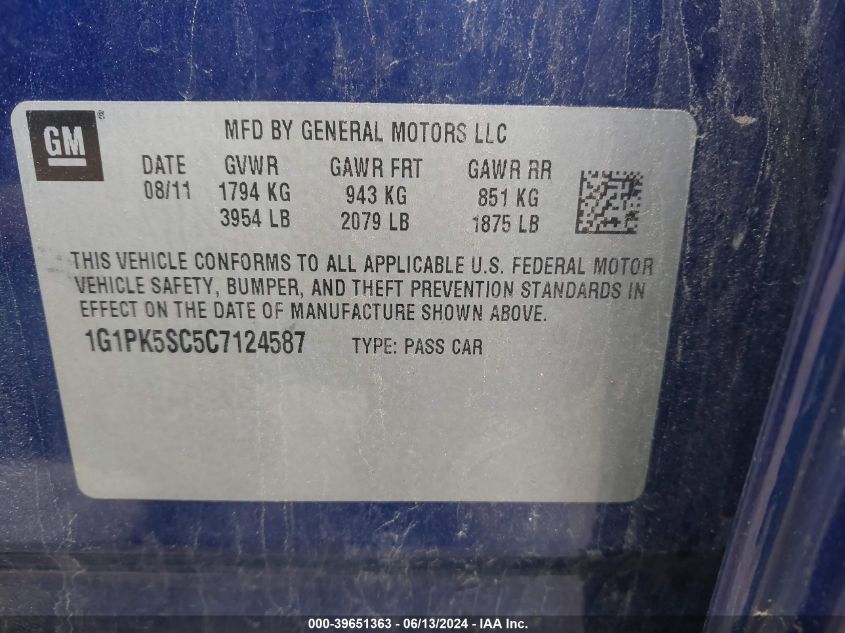 GM ®
MFD BY GENERAL MOTORS LLC
DATE GVWR GAWR FRT GAWR RR
08/11 1794 KG 943 KG 851 KG
3954 LB 2079 LB 1875 LB
THIS VEHICLE CONFORMS TO ALL APPLICABLE U.S. FEDERAL MOTOR
VEHICLE SAFETY, BUMPER, AND THEFT PREVENTION STANDARDS IN
EFFECT ON THE DATE OF MANUFACTURE SHOWN ABOVE.
1G1PK5SC5C7124587 TYPE: PASS CAR
000-39651363 - 06/13/2024 - IAA Inc.